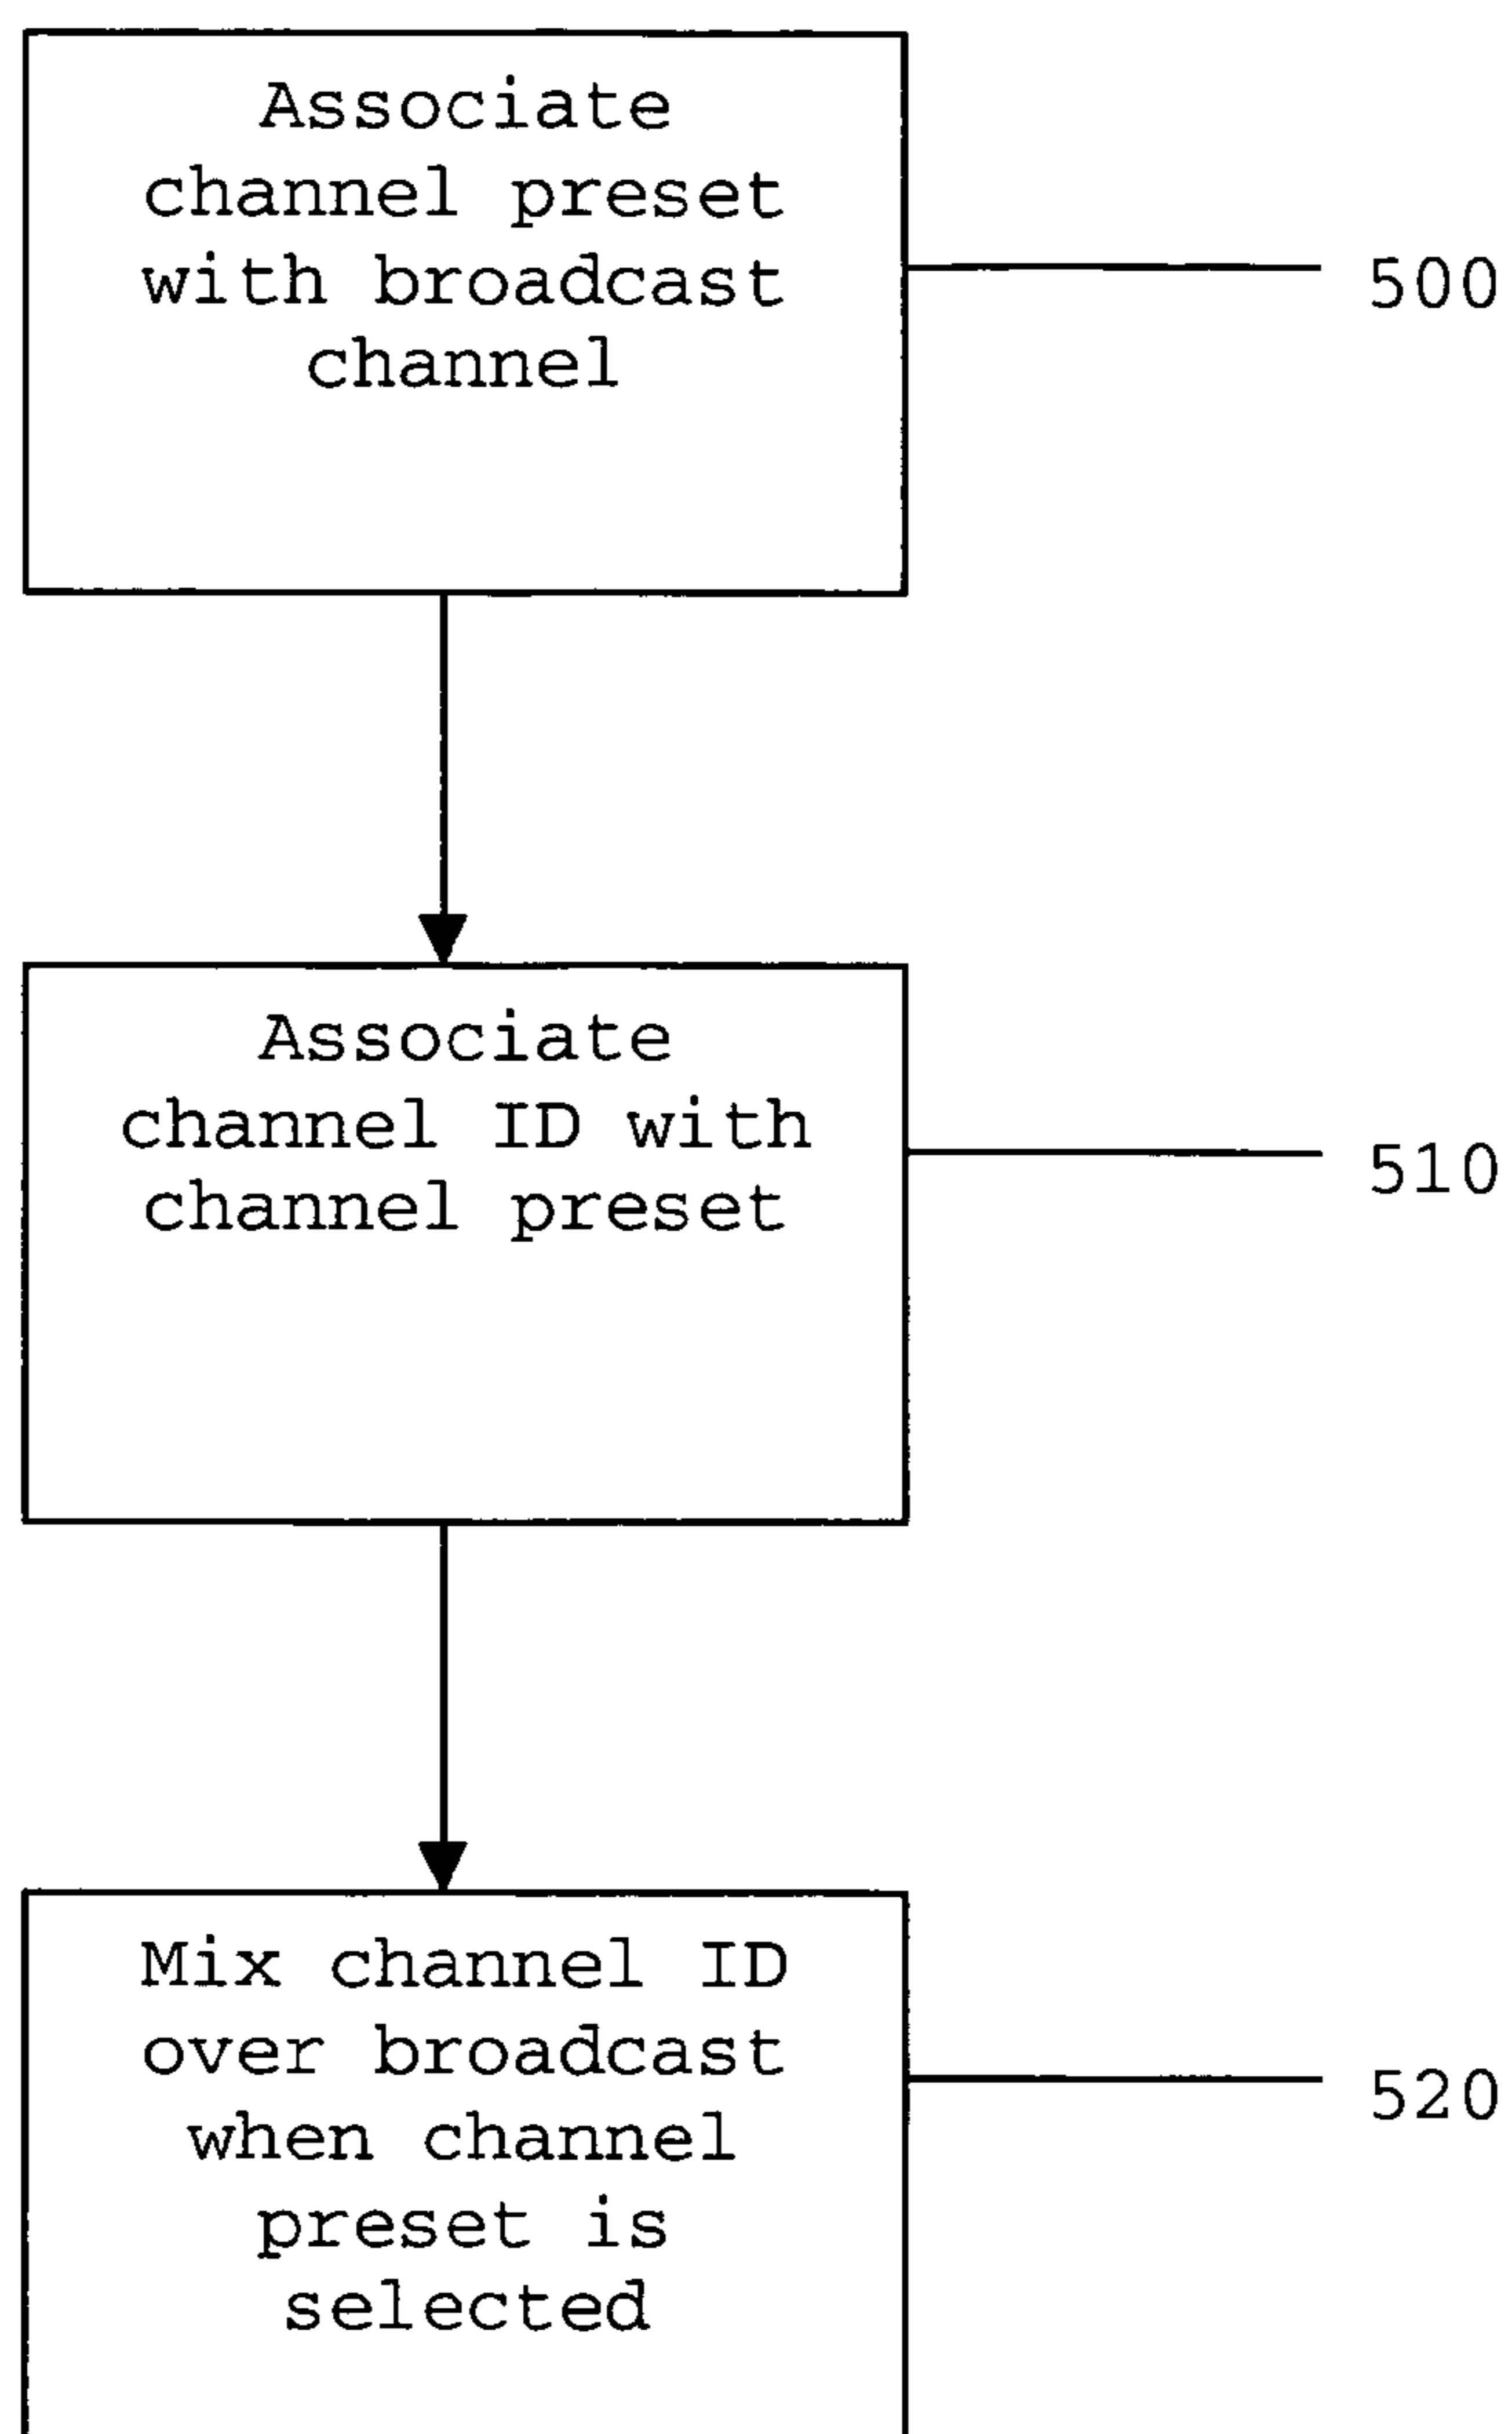 Associate
channel preset
with broadcast
channel
500
Associate
channel ID with
channel preset
510
Mix channel ID
over broadcast
when channel
preset is
selected
520